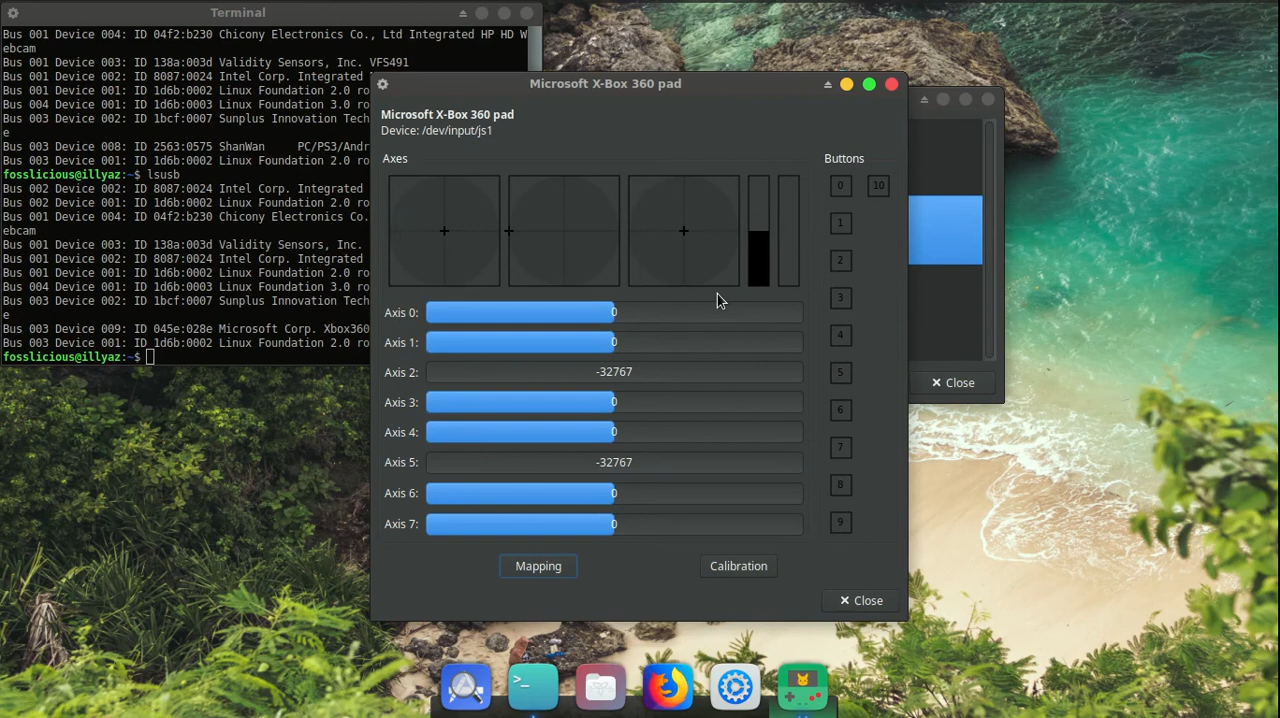 Terminal
Bus 001 Device 004: ID 04f2:b230 Chicony Electronics Co., Ltd Integrated HP HD W
ebcam
Bus 001 Device 003: ID 138a:003d Validity Sensors, Inc. VFS491
Bus 001 Device 002: ID 8087:0024 Intel Corp. Integrated
Bus 001 Device 001: ID 1d6b:0002 Linux Foundation 2.0 ro
Bus 004 Device 001: ID 1d6b:0003 Linux Foundation 3.0 ro
Bus 003 Device 002: ID 1bcf:0007 Sunplus Innovation Tech
e
Bus 003 Device 008: ID 2563:0575 ShanWan     PC/PS3/Andr
Bus 003 Device 001: ID 1d6b:0002 Linux Foundation 2.0 ro
fosslicious@illyaz:~$ lsusb
Bus 002 Device 002: ID 8087:0024 Intel Corp. Integrated
Bus 002 Device 001: ID 1d6b:0002 Linux Foundation 2.0 ro
Bus 001 Device 004: ID 04f2:b230 Chicony Electronics Co.
ebcam
Bus 001 Device 003: ID 138a:003d Validity Sensors, Inc.
Bus 001 Device 002: ID 8087:0024 Intel Corp. Integrated
Bus 001 Device 001: ID 1d6b:0002 Linux Foundation 2.0 ro
Bus 004 Device 001: ID 1d6b:0003 Linux Foundation 3.0 ro
Bus 003 Device 002: ID 1bcf:0007 Sunplus Innovation Tech
e
Bus 003 Device 009: ID 045e:028e Microsoft Corp. Xbox360
Bus 003 Device 001: ID 1d6b:0002 Linux Foundation 2.0 ro
fosslicious@illyaz:~$
Microsoft X-Box 360 pad
Microsoft X-Box 360 pad
Device: /dev/input/js1
Axes
Axis 0: 0
Axis 1: 0
Axis 2: -32767
Axis 3: 0
Axis 4: 0
Axis 5: -32767
Axis 6: 0
Axis 7: 0
Buttons
0 10
1
2
3
4
5
6
7
8
9
Mapping Calibration
Close
Close
>_